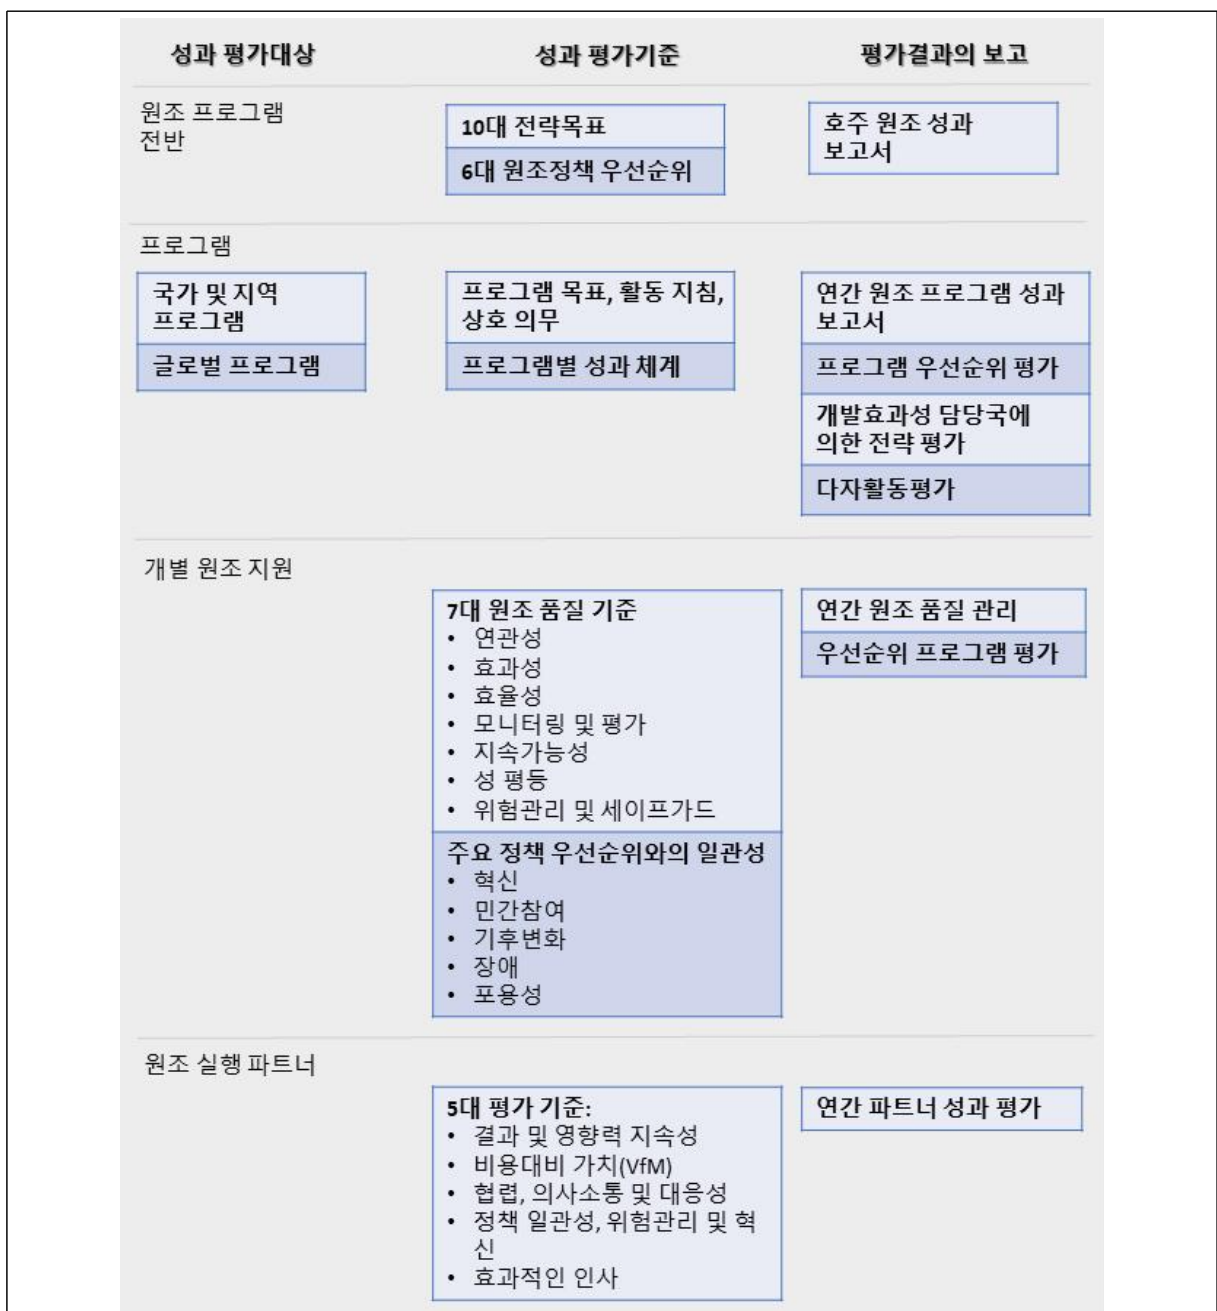 성과 평가대상
성과 평가기준
평가결과의 보고
원조 프로그램
전반
10대 전략목표
6대 원조정책 우선순위
호주 원조 성과
보고서
프로그램
국가 및 지역
프로그램
글로벌 프로그램
프로그램 목표, 활동 지침,
상호 의무
프로그램별 성과 체계
연간 원조 프로그램 성과
보고서
프로그램 우선순위 평가
개발효과성 담당국에
의한 전략 평가
다자활동평가
개별 원조 지원
7대 원조 품질 기준
• 연관성
• 효과성
• 효율성
• 모니터링 및 평가
• 지속가능성
• 성 평등
• 위험관리 및 세이프가드
주요 정책 우선순위와의 일관성
• 혁신
• 민간참여
• 기후변화
• 장애
• 포용성
연간 원조 품질 관리
우선순위 프로그램 평가
원조 실행 파트너
5대 평가 기준:
• 결과 및 영향력 지속성
• 비용대비 가치(VfM)
• 협렵, 의사소통 및 대응성
• 정책 일관성, 위험관리 및 혁
신
• 효과적인 인사
연간 파트너 성과 평가